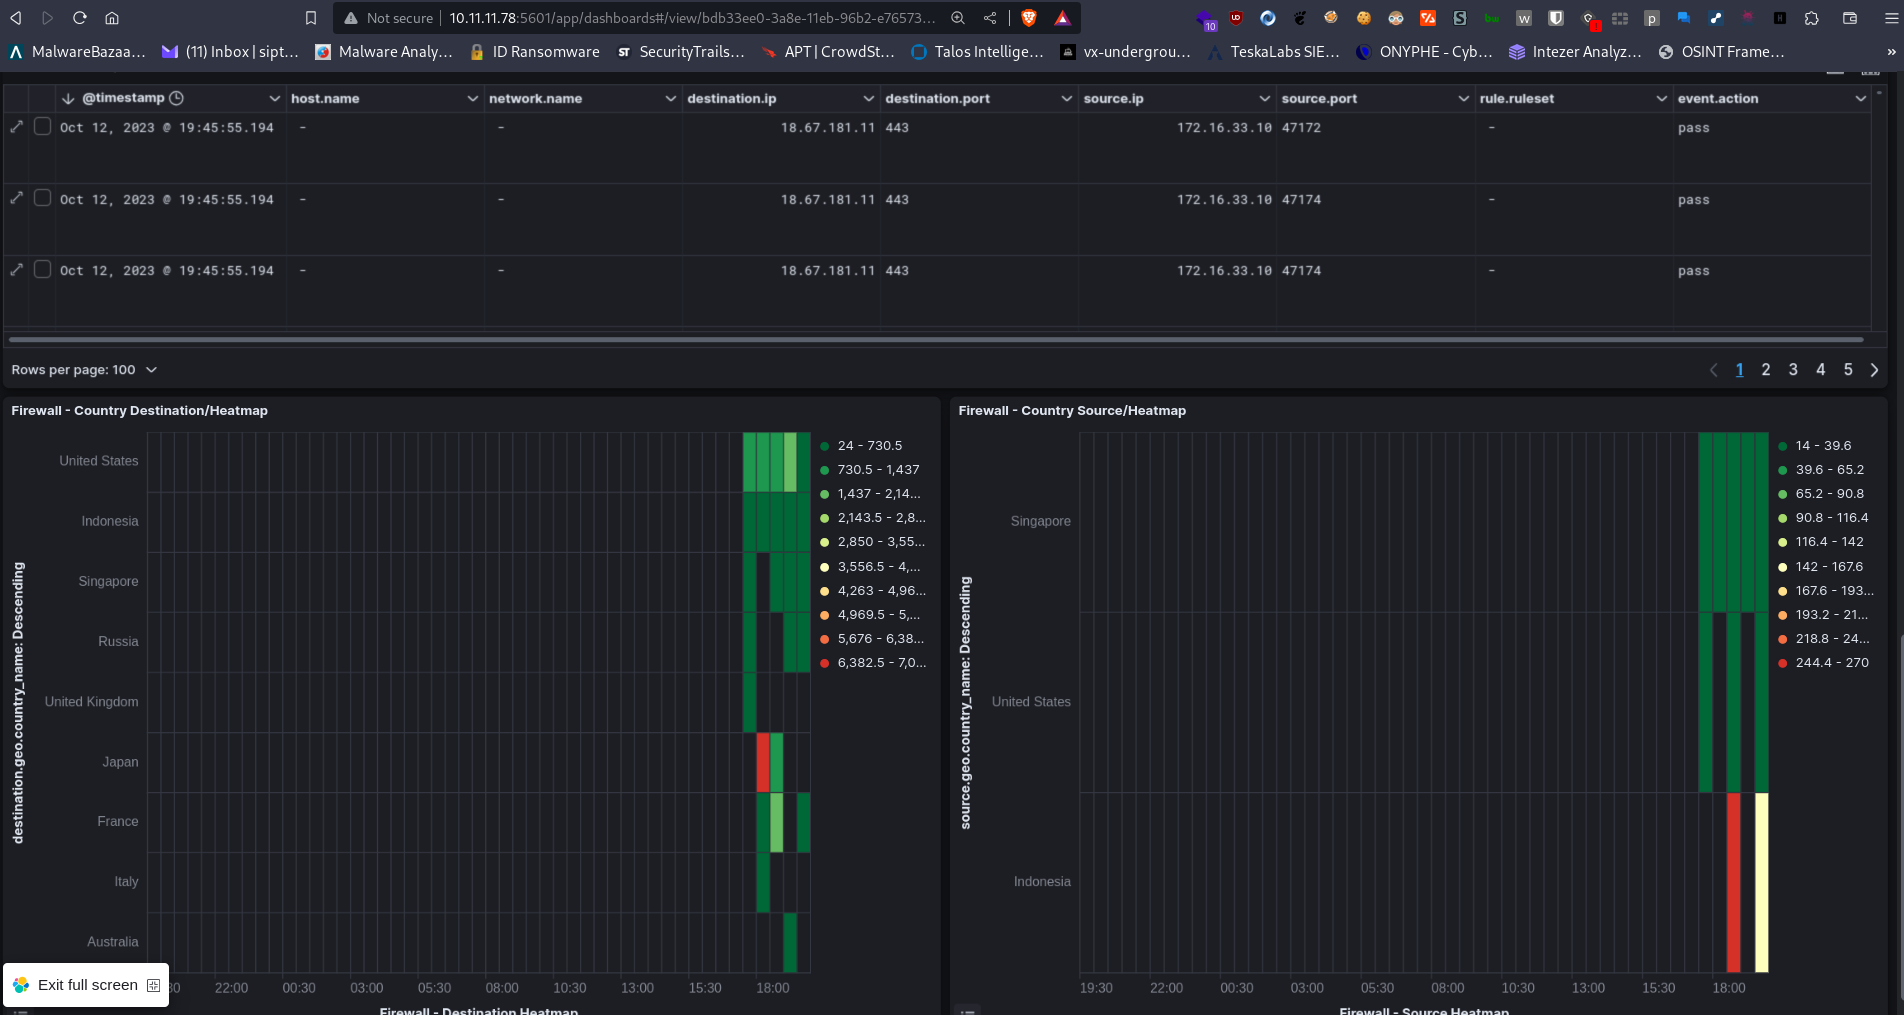 Not secure 10.11.11.78:5601/app/dashboards#/view/bdb33ee0-3a8e-11eb-96b2-e76573... 10
MalwareBazaa... (11) Inbox | sipt... Malware Analy... ID Ransomware SecurityTrails... APT | CrowdSt... Talos Intellige... vx-undergrou... TeskaLabs SIE... ONYPHE - Cyb... Intezer Analyz... OSINT Frame... »
@timestamp host.name network.name destination.ip destination.port source.ip source.port rule.ruleset event.action
Oct 12, 2023 @ 19:45:55.194 - - 18.67.181.11 443 172.16.33.10 47172 - pass
Oct 12, 2023 @ 19:45:55.194 - - 18.67.181.11 443 172.16.33.10 47174 - pass
Oct 12, 2023 @ 19:45:55.194 - - 18.67.181.11 443 172.16.33.10 47174 - pass
Rows per page: 100 1 2 3 4 5
Firewall - Country Destination/Heatmap
destination.geo.country_name: Descending
United States
Indonesia
Singapore
Russia
United Kingdom
Japan
France
Italy
Australia
24 - 730.5
730.5 - 1,437
1,437 - 2,14...
2,143.5 - 2,8...
2,850 - 3,55...
3,556.5 - 4,...
4,263 - 4,96...
4,969.5 - 5,...
5,676 - 6,38...
6,382.5 - 7,0...
22:00 00:30 03:00 05:30 08:00 10:30 13:00 15:30 18:00
Firewall - Destination Heatmap
Firewall - Country Source/Heatmap
source.geo.country_name: Descending
Singapore
United States
Indonesia
14 - 39.6
39.6 - 65.2
65.2 - 90.8
90.8 - 116.4
116.4 - 142
142 - 167.6
167.6 - 193...
193.2 - 21...
218.8 - 24...
244.4 - 270
19:30 22:00 00:30 03:00 05:30 08:00 10:30 13:00 15:30 18:00
Firewall - Source Heatmap
Exit full screen